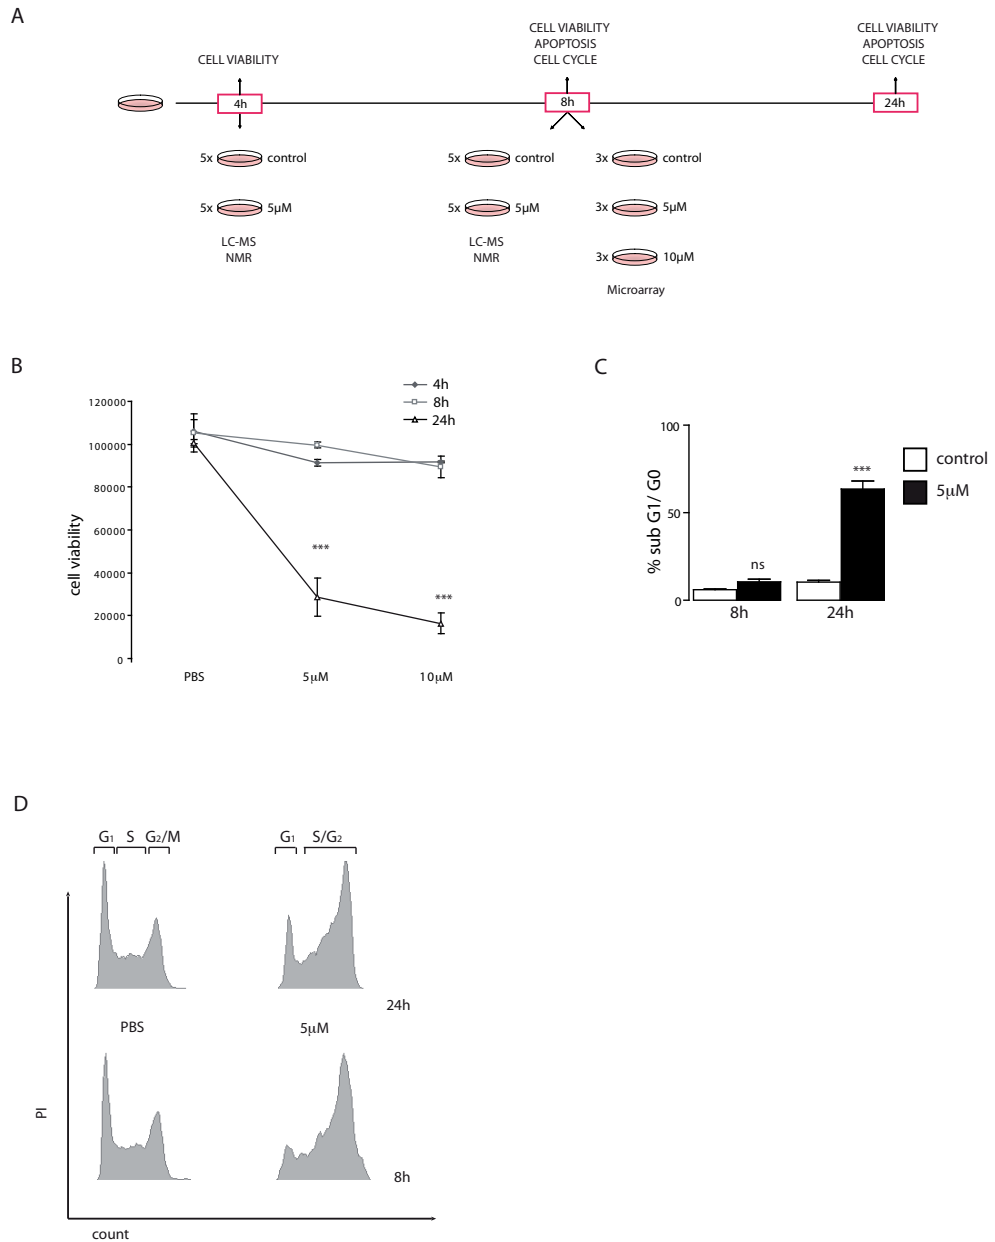 A
CELL VIABILITY
CELL VIABILITY
APOPTOSIS
CELL CYCLE
CELL VIABILITY
APOPTOSIS
CELL CYCLE
4h
8h
24h
5x control
5x control
3x control
5x 5µM
5x 5µM
3x 5µM
LC-MS
NMR
LC-MS
NMR
3x 10µM
Microarray
B
4h
8h
24h
120000
100000
80000
60000
40000
20000
0
cell viability
***
***
PBS 5µM 10µM
C
100
50
0
% sub G1/ G0
ns
***
8h 24h
control
5µM
D
G1 S G2/M
G1 S/G2
24h
PBS 5µM
8h
PI
count